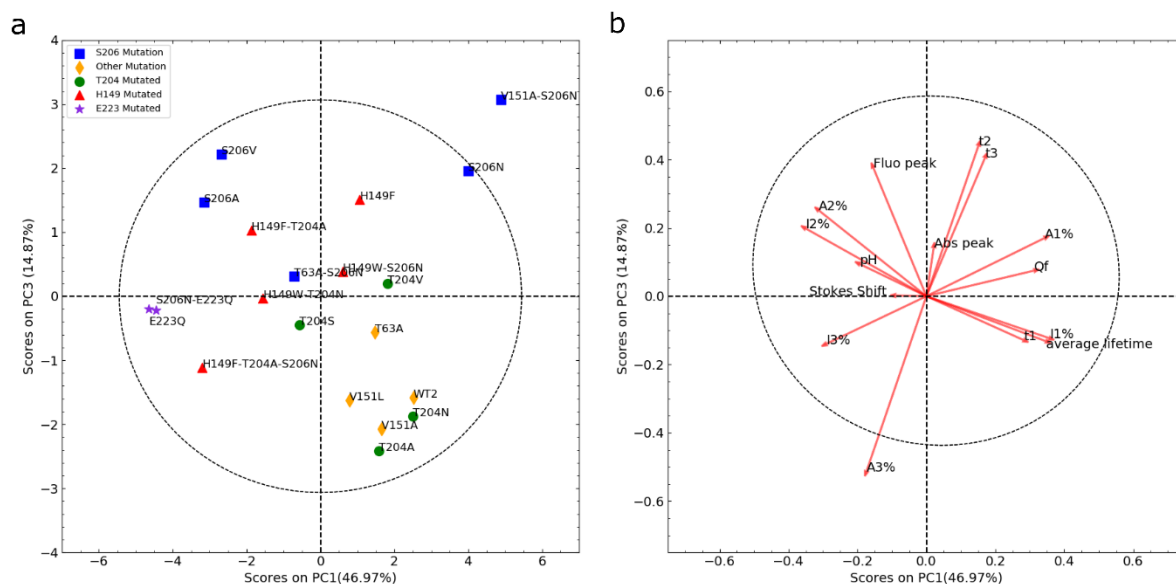 a
Scores on PC3 (14.87%)
4
3
2
1
0
−1
−2
−3
−4
S206 Mutation
Other Mutation
T204 Mutated
H149 Mutated
E223 Mutated
V151A-S206N
S206V
S206N
S206A
H149F
H149F-T204A
H149W-S206N
T63A-S206N
T204V
H149W-T204N
S206N-E223Q
E223Q
T204S
T63A
H149F-T204A-S206N
V151L
WT2
T204N
V151A
T204A
−6
−4
−2
0
2
4
6
Scores on PC1(46.97%)
b
Scores on PC3 (14.87%)
0.6
0.4
0.2
0.0
−0.2
−0.4
−0.6
t2
t3
Fluo peak
A2%
I2%
A1%
Abs peak
pH
Qf
Stokes Shift
I3%
t1
I1%
average lifetime
A3%
−0.6
−0.4
−0.2
0.0
0.2
0.4
0.6
Scores on PC1(46.97%)